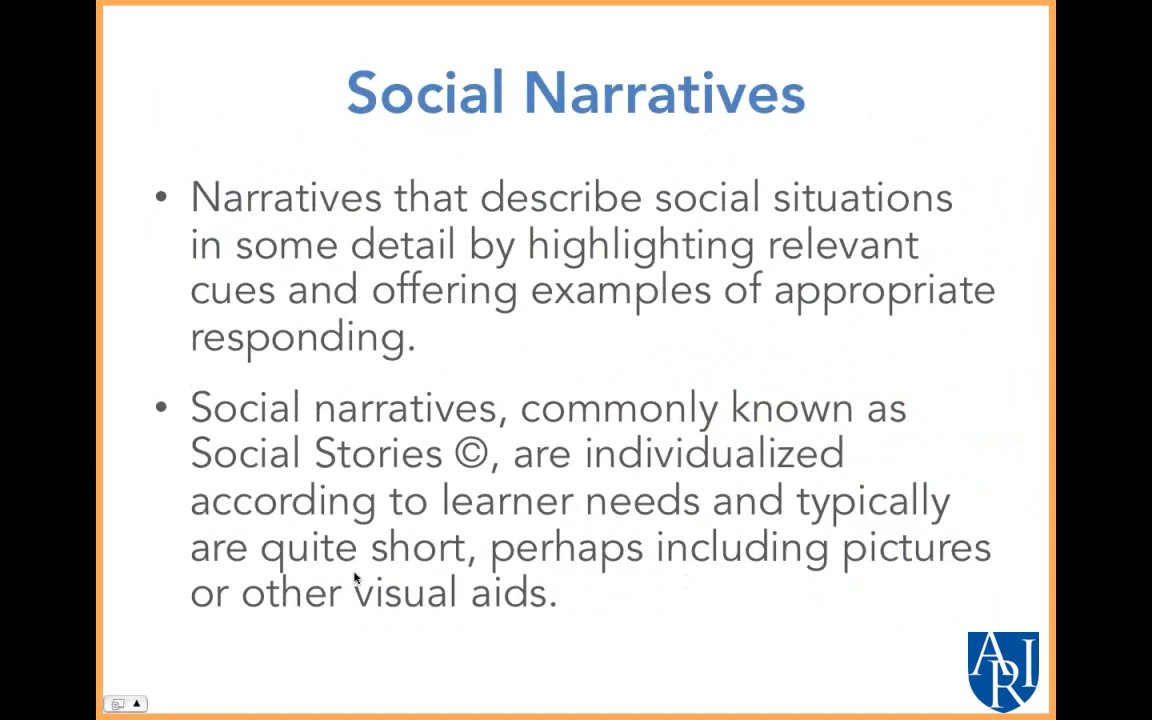 Social Narratives
• Narratives that describe social situations
in some detail by highlighting relevant
cues and offering examples of appropriate
responding.
• Social narratives, commonly known as
Social Stories ©, are individualized
according to learner needs and typically
are quite short, perhaps including pictures
or other visual aids.
ARI